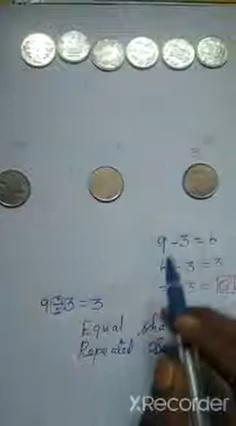 9 - 3 = 6
- 3 = 3
3 = 0
9 ÷ 3 = 3
Equal
Repeated
XRecorder